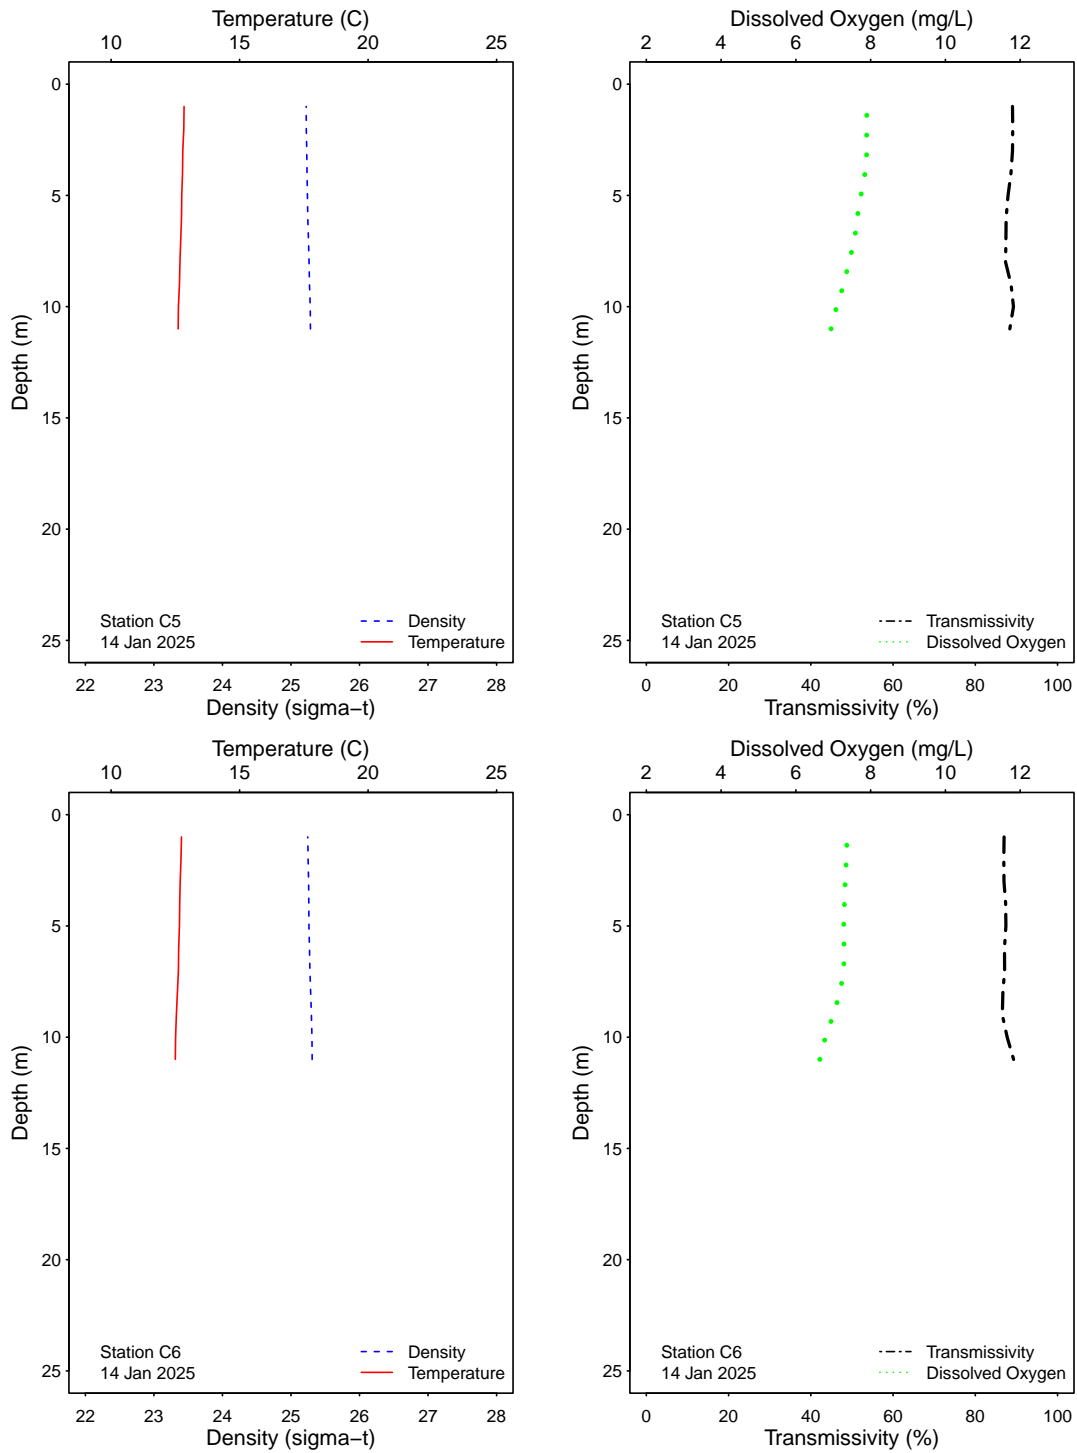 Temperature (C)
10 15 20 25
0
5
10
15
20
25
Depth (m)
Station C5
14 Jan 2025
Density
Temperature
22 23 24 25 26 27 28
Density (sigma−t)
Dissolved Oxygen (mg/L)
2 4 6 8 10 12
0
5
10
15
20
25
Depth (m)
Station C5
14 Jan 2025
Transmissivity
Dissolved Oxygen
0 20 40 60 80 100
Transmissivity (%)
Temperature (C)
10 15 20 25
0
5
10
15
20
25
Depth (m)
Station C6
14 Jan 2025
Density
Temperature
22 23 24 25 26 27 28
Density (sigma−t)
Dissolved Oxygen (mg/L)
2 4 6 8 10 12
0
5
10
15
20
25
Depth (m)
Station C6
14 Jan 2025
Transmissivity
Dissolved Oxygen
0 20 40 60 80 100
Transmissivity (%)